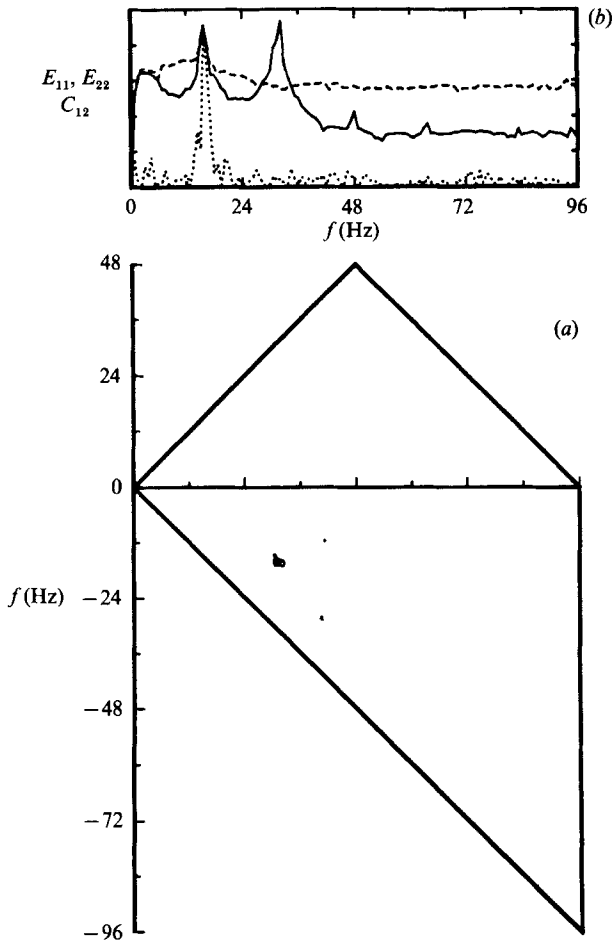 (b)
E₁₁, E₂₂
C₁₂
0 24 48 72 96
f (Hz)
48
(a)
24
0
f (Hz)
−24
−48
−72
−96